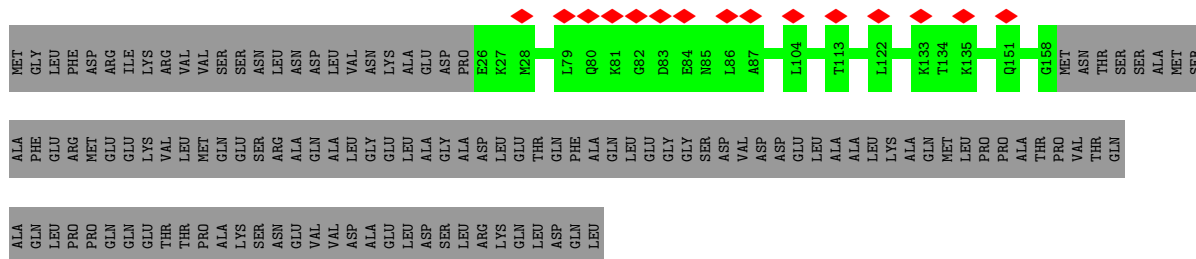 MET GLY LEU PHE ASP ARG ILE LYS ARG VAL VAL SER SER ASN LEU ASN ASP LEU VAL ASN LYS ALA GLU ASP PRO E26 K27 M28 L79 Q80 K81 G82 D83 E84 N85 L86 A87 L104 T113 L122 K133 T134 K135 Q151 G158 MET ASN THR SER SER ALA MET SER
ALA PHE GLU ARG MET GLU GLU LYS VAL LEU MET GLN GLU SER ARG ALA GLN ALA LEU GLY GLU LEU ALA GLY ALA ASP LEU GLU THR GLN PHE ALA GLN LEU GLU GLY GLY SER ASP VAL ASP ASP GLU LEU ALA ALA LEU LYS ALA GLN MET LEU PRO PRO ALA THR PRO VAL THR GLN
ALA GLN LEU PRO PRO GLN GLN GLU THR THR PRO ALA LYS SER ASN GLU VAL VAL ASP ALA GLU LEU ASP SER LEU ARG LYS GLN LEU ASP GLN LEU